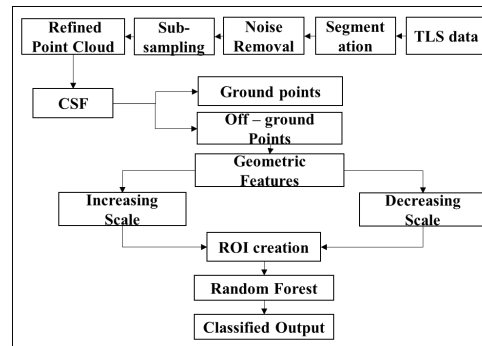 Refined
Point Cloud
Sub-
sampling
Noise
Removal
Segment
ation
TLS data
CSF
Ground points
Off – ground
Points
Geometric
Features
Increasing
Scale
Decreasing
Scale
ROI creation
Random Forest
Classified Output